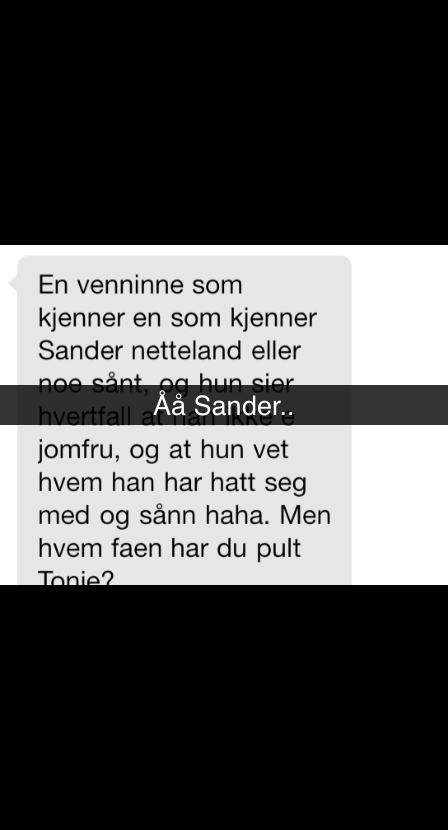 En venninne som
kjenner en som kjenner
Sander netteland eller
noe sånt, og hun sier
Åå Sander..
hvertfall at han ikke e
jomfru, og at hun vet
hvem han har hatt seg
med og sånn haha. Men
hvem faen har du pult
Tonje?